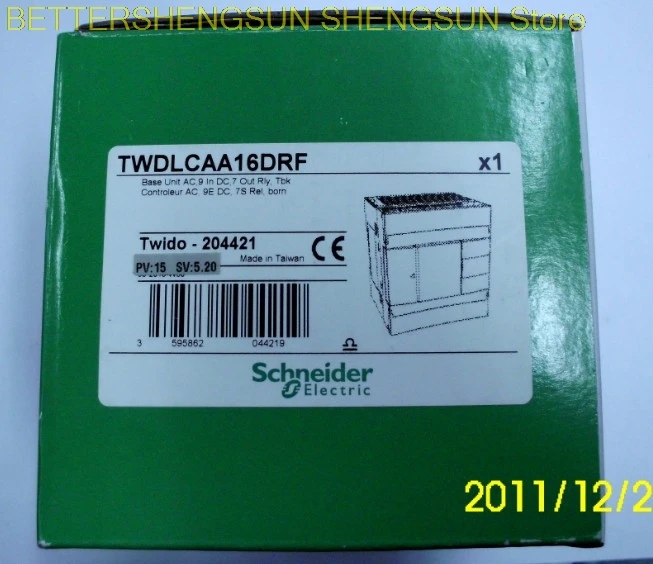 BETTERSHENGSUN SHENGSUN Store
TWDLCAA16DRF x1
Base Unit AC,9 In DC,7 Out Rly, Tbk
Controleur AC, 9E DC, 7S Rel, born
Twido - 204421
CE
Made in Taiwan
PV:15 SV:5.20
3 595862 044219
Schneider
Electric
2011/12/2